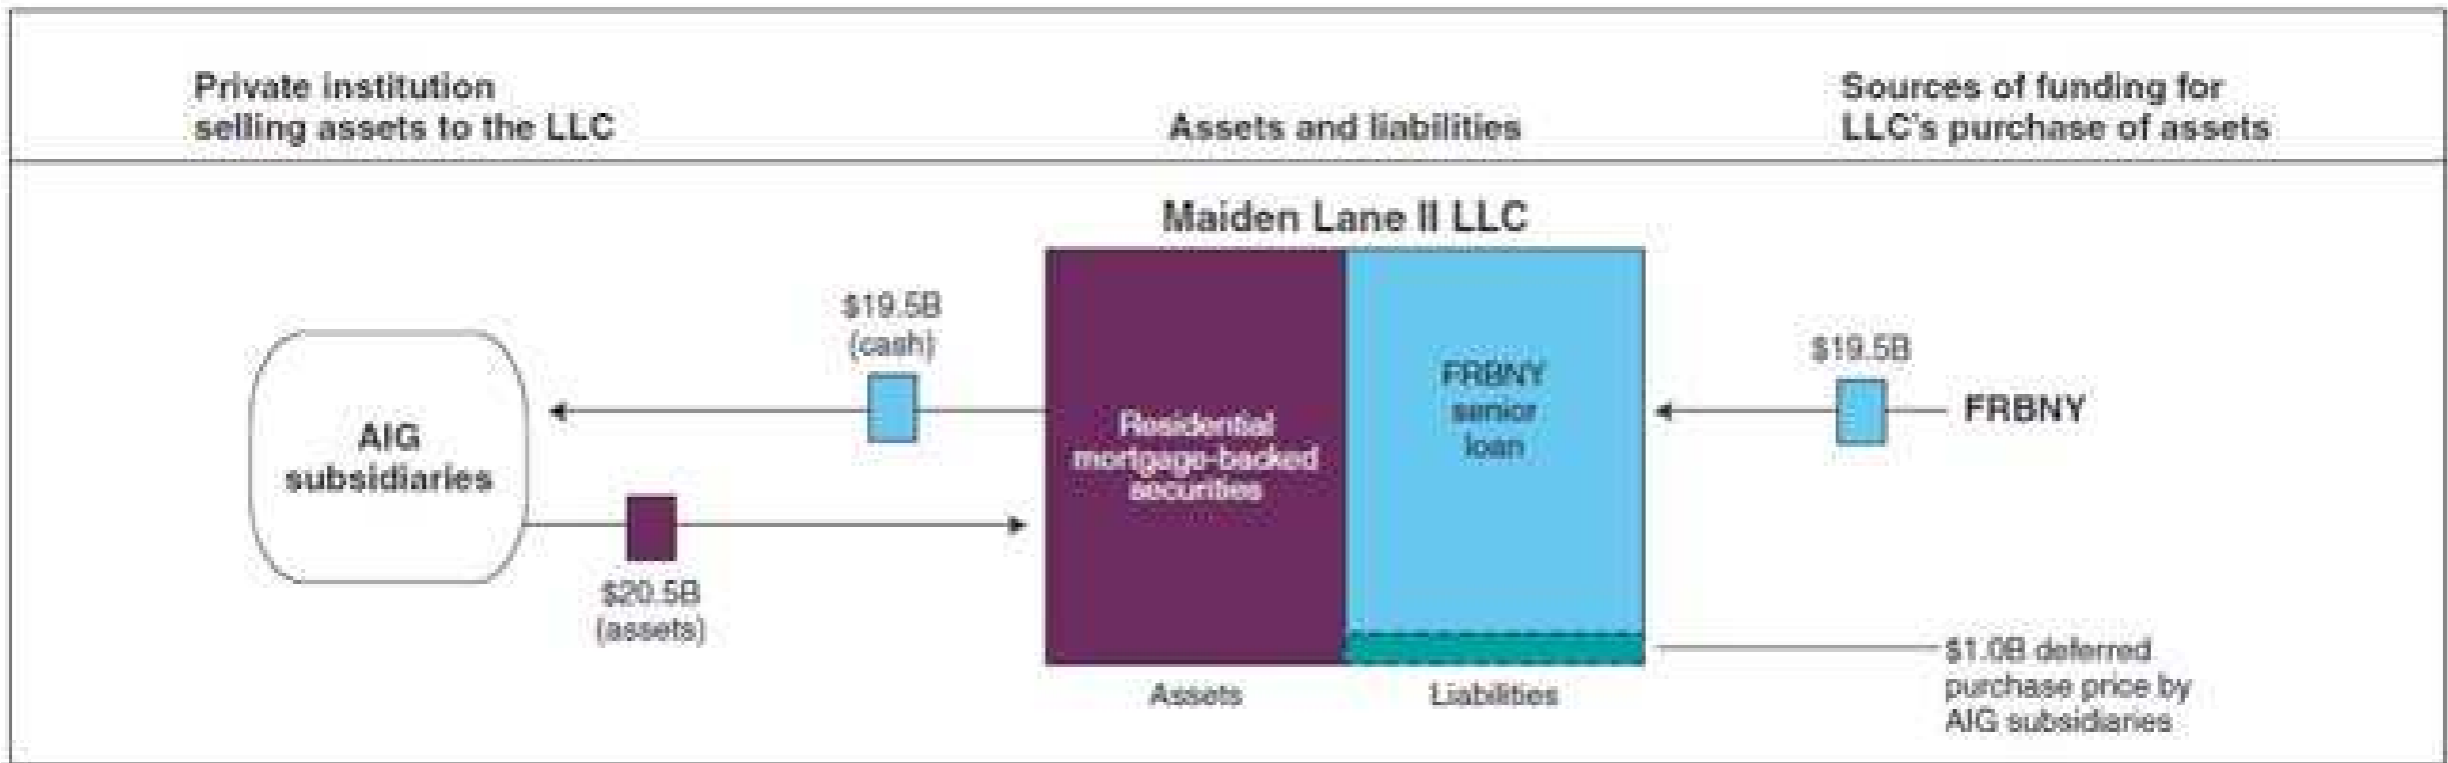 Private institution
selling assets to the LLC
Assets and liabilities
Sources of funding for
LLC's purchase of assets
Maiden Lane II LLC
$19.5B
(cash)
AIG
subsidiaries
$20.5B
(assets)
Residential
mortgage-backed
securities
FRBNY
senior
loan
$19.5B
FRBNY
Assets
Liabilities
$1.0B deferred
purchase price by
AIG subsidiaries